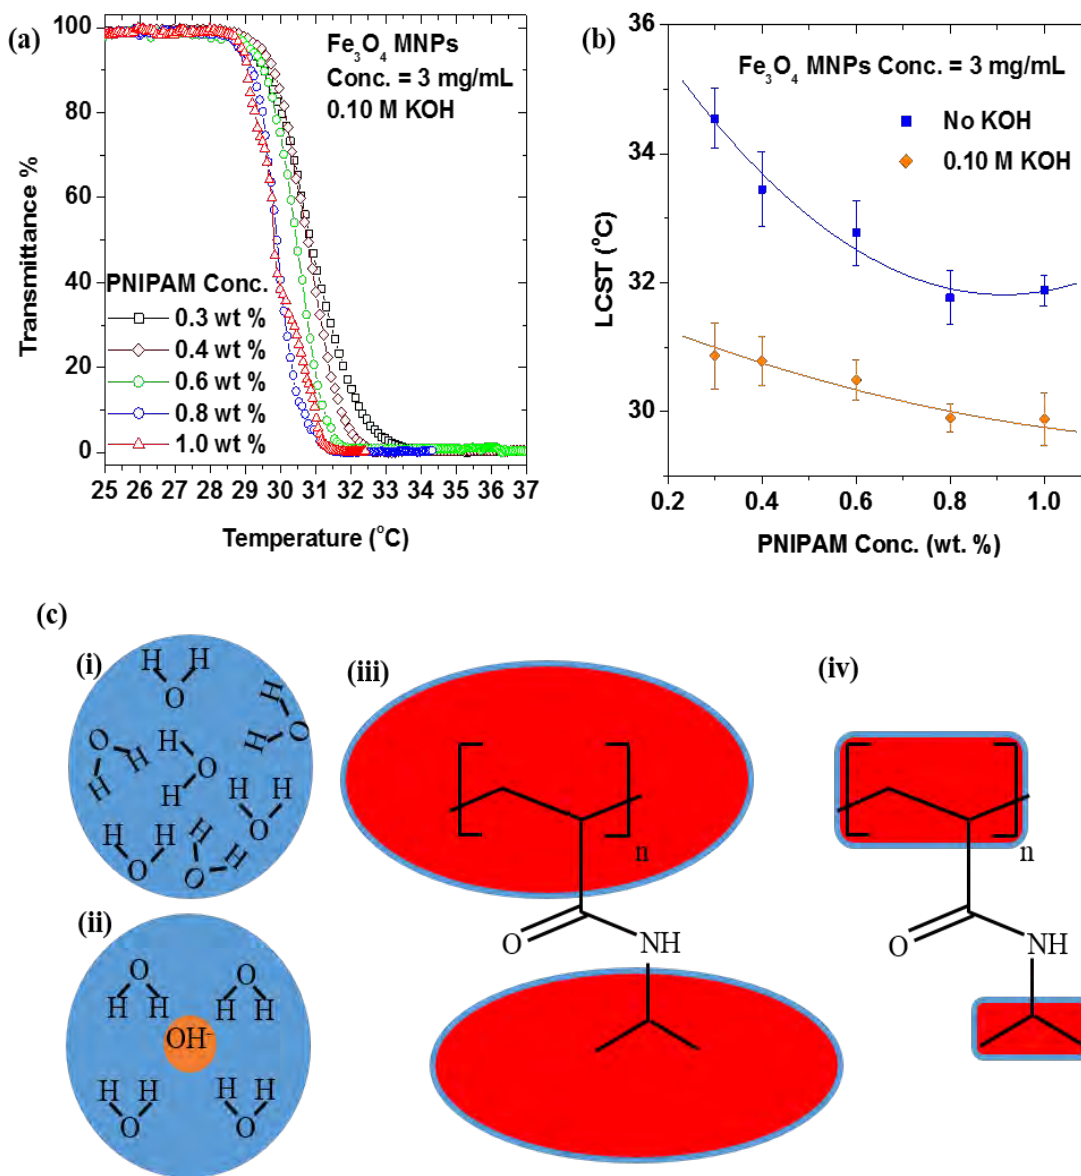 (a)
Fe₃O₄ MNPs
Conc. = 3 mg/mL
0.10 M KOH
Transmittance %
100
80
60
40
20
0
PNIPAM Conc.
0.3 wt %
0.4 wt %
0.6 wt %
0.8 wt %
1.0 wt %
25 26 27 28 29 30 31 32 33 34 35 36 37
Temperature (°C)
(b)
Fe₃O₄ MNPs Conc. = 3 mg/mL
No KOH
0.10 M KOH
LCST (°C)
36
34
32
30
0.2 0.4 0.6 0.8 1.0
PNIPAM Conc. (wt. %)
(c)
(i)
H H
O
H
O
H
O
H
H
H
O
H
H H
O
H H
O
H
H
O
(ii)
O
H H
O
H H
OH⁻
H H
O
H H
O
(iii)
n
O
NH
(iv)
n
O
NH